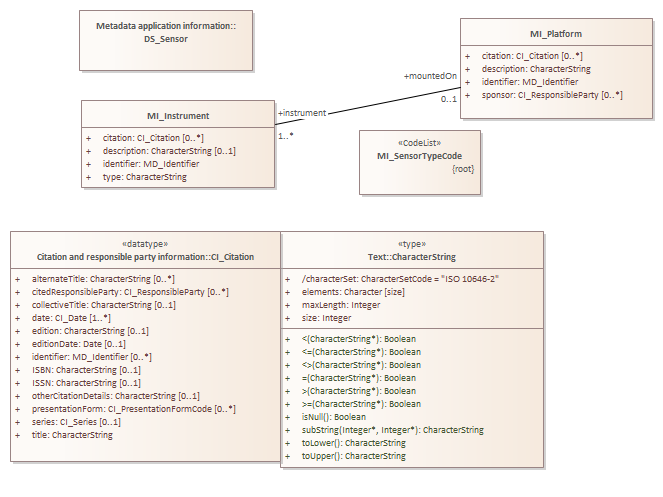 Metadata application information::
DS_Sensor
MI_Platform
+ citation: CI_Citation [0..*]
+ description: CharacterString
+ identifier: MD_Identifier
+ sponsor: CI_ResponsibleParty [0..*]
+mountedOn
0..1
+instrument
1..*
MI_Instrument
+ citation: CI_Citation [0..*]
+ description: CharacterString [0..1]
+ identifier: MD_Identifier
+ type: CharacterString
«CodeList»
MI_SensorTypeCode
{root}
«datatype»
Citation and responsible party information::CI_Citation
+ alternateTitle: CharacterString [0..*]
+ citedResponsibleParty: CI_ResponsibleParty [0..*]
+ collectiveTitle: CharacterString [0..1]
+ date: CI_Date [1..*]
+ edition: CharacterString [0..1]
+ editionDate: Date [0..1]
+ identifier: MD_Identifier [0..*]
+ ISBN: CharacterString [0..1]
+ ISSN: CharacterString [0..1]
+ otherCitationDetails: CharacterString [0..1]
+ presentationForm: CI_PresentationFormCode [0..*]
+ series: CI_Series [0..1]
+ title: CharacterString
«type»
Text::CharacterString
+ /characterSet: CharacterSetCode = "ISO 10646-2"
+ elements: Character [size]
+ maxLength: Integer
+ size: Integer
+ <(CharacterString*): Boolean
+ <=(CharacterString*): Boolean
+ <>(CharacterString*): Boolean
+ =(CharacterString*): Boolean
+ >(CharacterString*): Boolean
+ >=(CharacterString*): Boolean
+ isNull(): Boolean
+ subString(Integer*, Integer*): CharacterString
+ toLower(): CharacterString
+ toUpper(): CharacterString